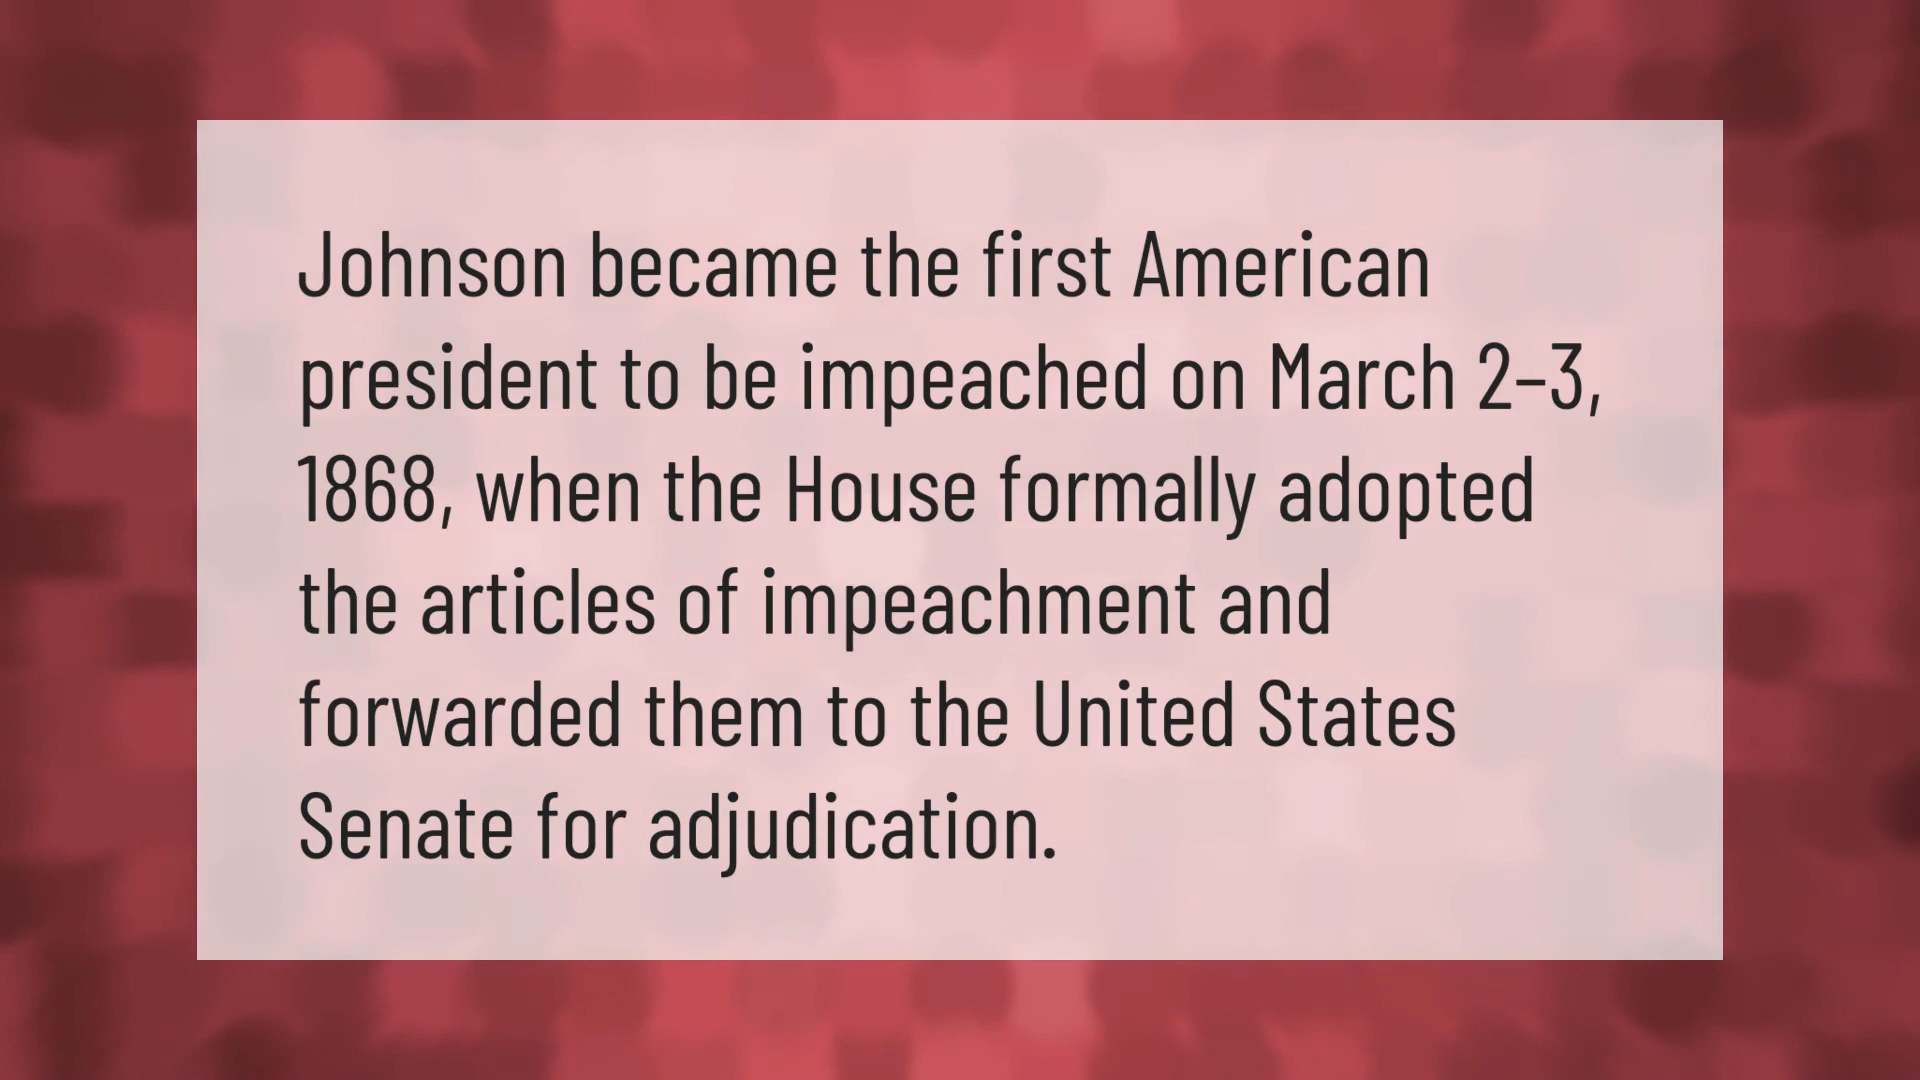 Johnson became the first American
president to be impeached on March 2–3,
1868, when the House formally adopted
the articles of impeachment and
forwarded them to the United States
Senate for adjudication.